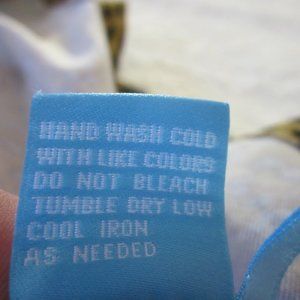 HAND WASH COLD
WITH LIKE COLORS
DO NOT BLEACH
TUMBLE DRY LOW
COOL IRON
AS NEEDED